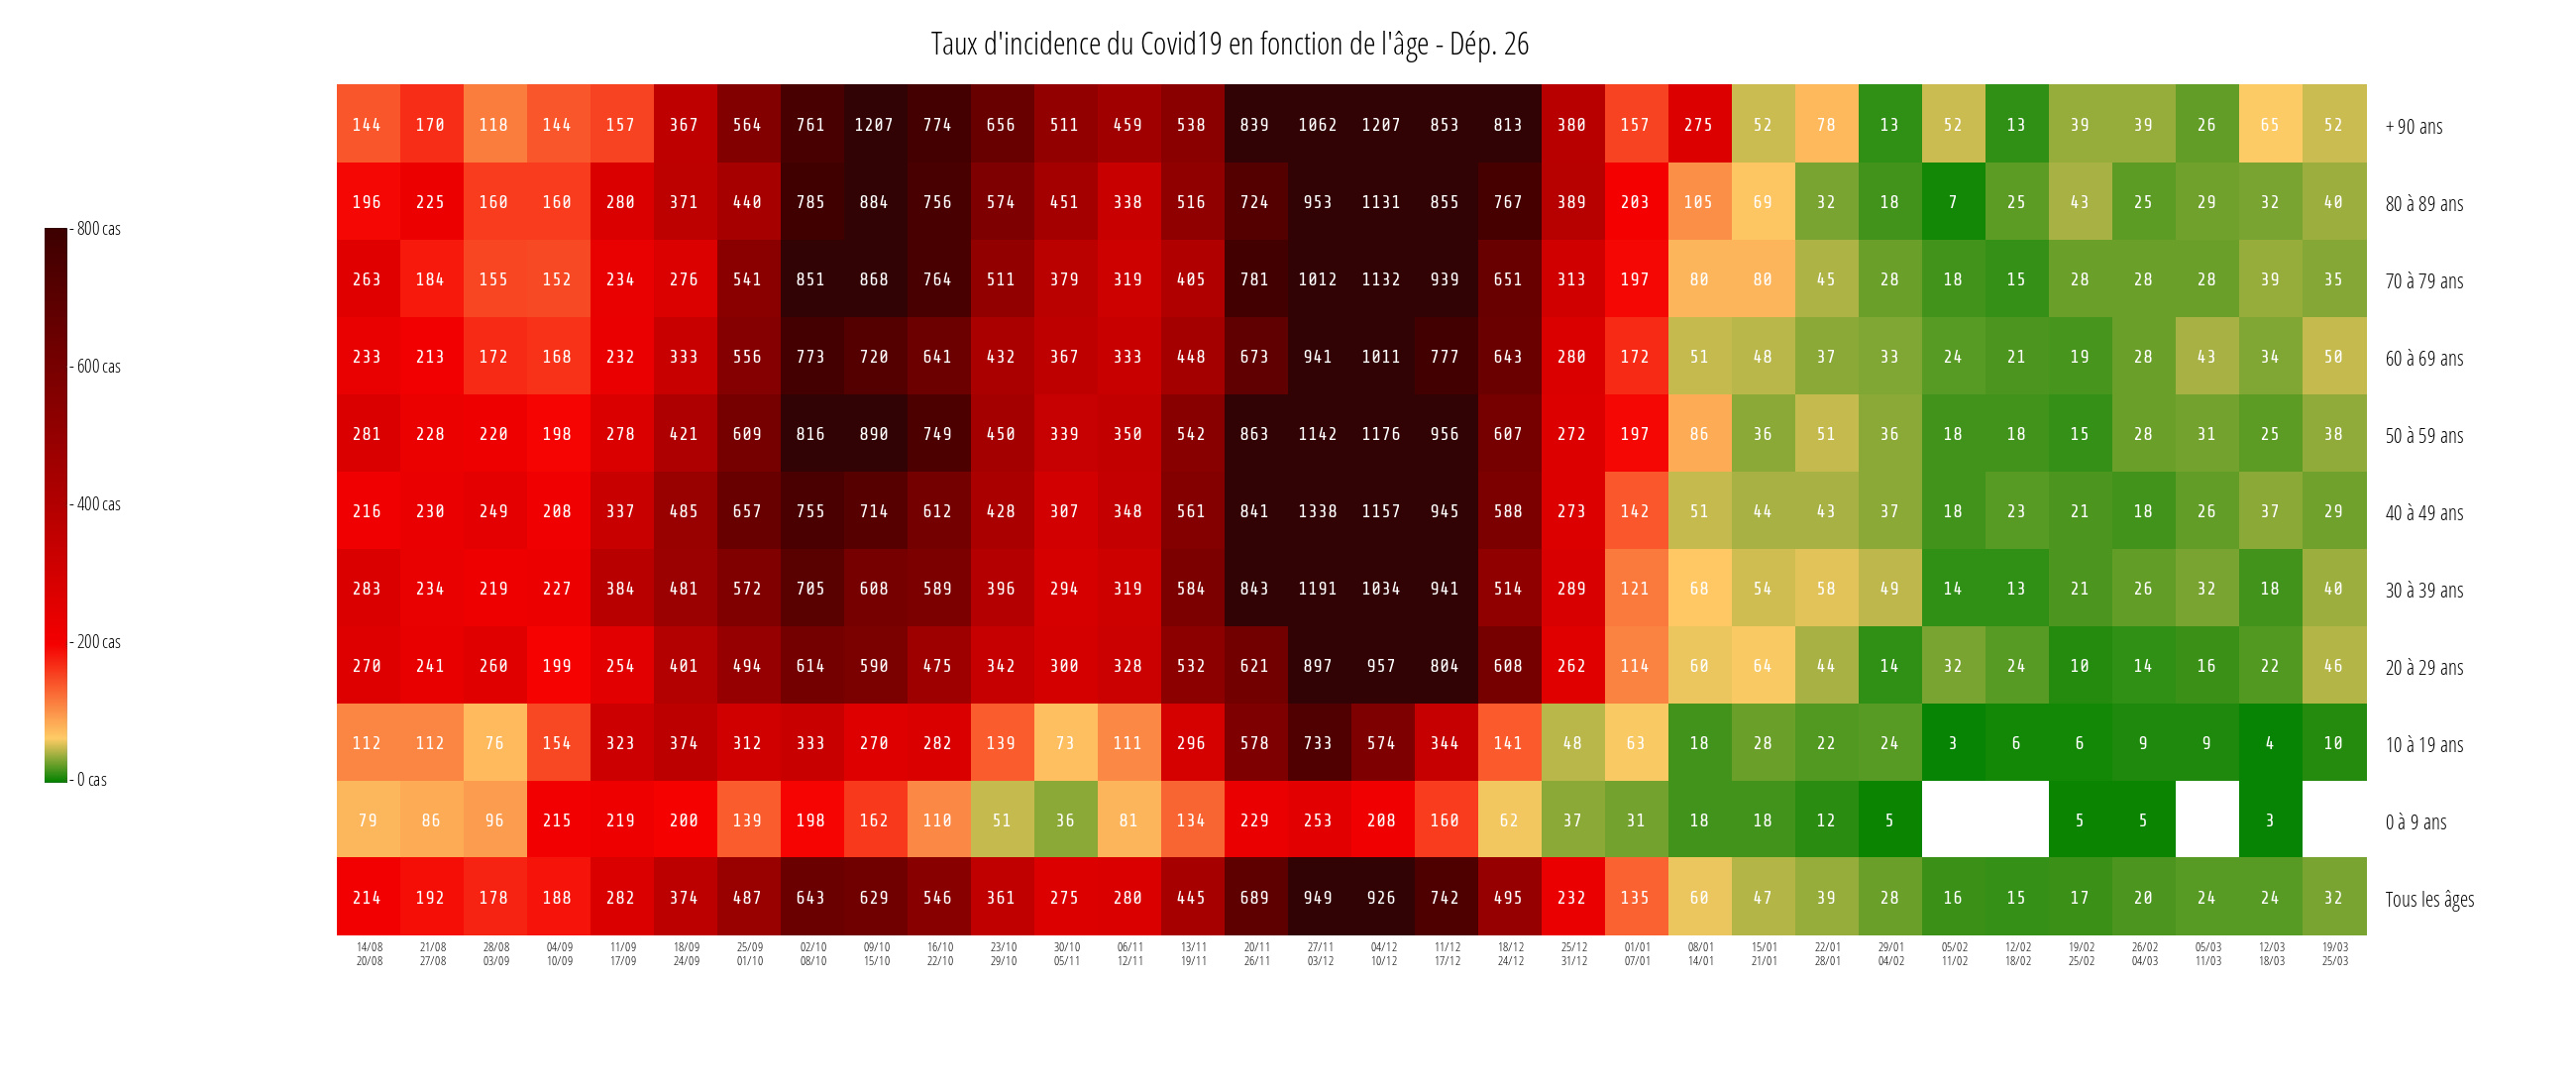 Taux d'incidence du Covid19 en fonction de l'âge - Dép. 26
144 170 118 144 157 367 564 761 1207 774 656 511 459 538 839 1062 1207 853 813 380 157 275 52 78 13 52 13 39 39 26 65 52 + 90 ans
196 225 160 160 280 371 440 785 884 756 574 451 338 516 724 953 1131 855 767 389 203 105 69 32 18 7 25 43 25 29 32 40 80 à 89 ans
- 800 cas
263 184 155 152 234 276 541 851 868 764 511 379 319 405 781 1012 1132 939 651 313 197 80 80 45 28 18 15 28 28 28 39 35 70 à 79 ans
233 213 172 168 232 333 556 773 720 641 432 367 333 448 673 941 1011 777 643 280 172 51 48 37 33 24 21 19 28 43 34 50 60 à 69 ans
- 600 cas
281 228 220 198 278 421 609 816 890 749 450 339 350 542 863 1142 1176 956 607 272 197 86 36 51 36 18 18 15 28 31 25 38 50 à 59 ans
- 400 cas
216 230 249 208 337 485 657 755 714 612 428 307 348 561 841 1338 1157 945 588 273 142 51 44 43 37 18 23 21 18 26 37 29 40 à 49 ans
283 234 219 227 384 481 572 705 608 589 396 294 319 584 843 1191 1034 941 514 289 121 68 54 58 49 14 13 21 26 32 18 40 30 à 39 ans
- 200 cas
270 241 260 199 254 401 494 614 590 475 342 300 328 532 621 897 957 804 608 262 114 60 64 44 14 32 24 10 14 16 22 46 20 à 29 ans
112 112 76 154 323 374 312 333 270 282 139 73 111 296 578 733 574 344 141 48 63 18 28 22 24 3 6 6 9 9 4 10 10 à 19 ans
- 0 cas
79 86 96 215 219 200 139 198 162 110 51 36 81 134 229 253 208 160 62 37 31 18 18 12 5 5 5 3 0 à 9 ans
214 192 178 188 282 374 487 643 629 546 361 275 280 445 689 949 926 742 495 232 135 60 47 39 28 16 15 17 20 24 24 32 Tous les âges
14/08 21/08 28/08 04/09 11/09 18/09 25/09 02/10 09/10 16/10 23/10 30/10 06/11 13/11 20/11 27/11 04/12 11/12 18/12 25/12 01/01 08/01 15/01 22/01 29/01 05/02 12/02 19/02 26/02 05/03 12/03 19/03
20/08 27/08 03/09 10/09 17/09 24/09 01/10 08/10 15/10 22/10 29/10 05/11 12/11 19/11 26/11 03/12 10/12 17/12 24/12 31/12 07/01 14/01 21/01 28/01 04/02 11/02 18/02 25/02 04/03 11/03 18/03 25/03